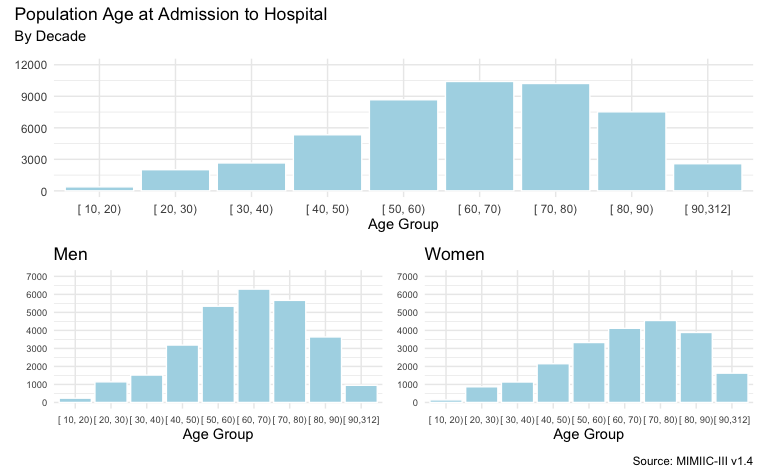 Population Age at Admission to Hospital
By Decade
12000
9000
6000
3000
0
[ 10, 20) [ 20, 30) [ 30, 40) [ 40, 50) [ 50, 60) [ 60, 70) [ 70, 80) [ 80, 90) [ 90,312]
Age Group
Men
7000
6000
5000
4000
3000
2000
1000
0
[ 10, 20) [ 20, 30) [ 30, 40) [ 40, 50) [ 50, 60) [ 60, 70) [ 70, 80) [ 80, 90) [ 90,312]
Age Group
Women
7000
6000
5000
4000
3000
2000
1000
0
[ 10, 20) [ 20, 30) [ 30, 40) [ 40, 50) [ 50, 60) [ 60, 70) [ 70, 80) [ 80, 90) [ 90,312]
Age Group
Source: MIMIIC-III v1.4